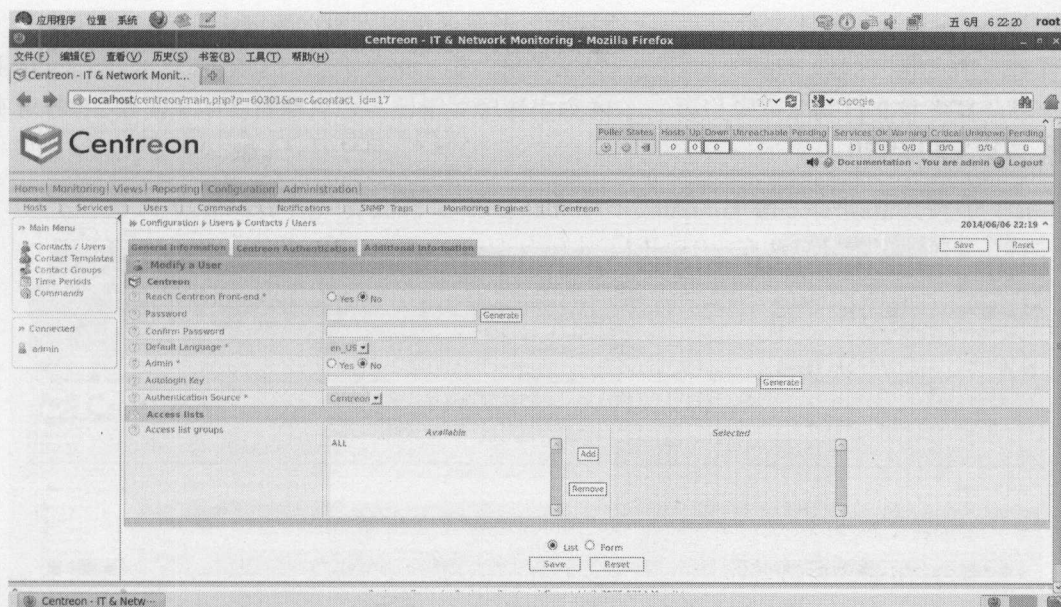 应用程序 位置 系统 五 6月 6 22:20 root
Centreon - IT & Network Monitoring - Mozilla Firefox
文件(F) 编辑(E) 查看(V) 历史(S) 书签(B) 工具(T) 帮助(H)
Centreon - IT & Network Monit...
localhost/centreon/main.php?p=60301&o=c&contact_id=17 Google
Centreon
Poller States Hosts Up Down Unreachable Pending Services Ok Warning Critical Unknown Pending
0 0 0 0 0 0 0 0/0 0/0 0/0 0
Documentation - You are admin Logout
Home Monitoring Views Reporting Configuration Administration
Hosts Services Users Commands Notifications SNMP Traps Monitoring Engines Centreon
Main Menu
Contacts / Users
Contact Templates
Contact Groups
Time Periods
Commands
Connected
admin
Configuration Users Contacts / Users 2014/06/06 22:19
General Information Centreon Authentication Additional Information Save Reset
Modify a User
Centreon
Reach Centreon Front-end * Yes No
Password Generate
Confirm Password
Default Language * en_US
Admin * Yes No
Autologin Key Generate
Authentication Source * Centreon
Access lists
Access list groups Available Selected
ALL
Add
Remove
List Form
Save Reset
Centreon - IT & Netw...